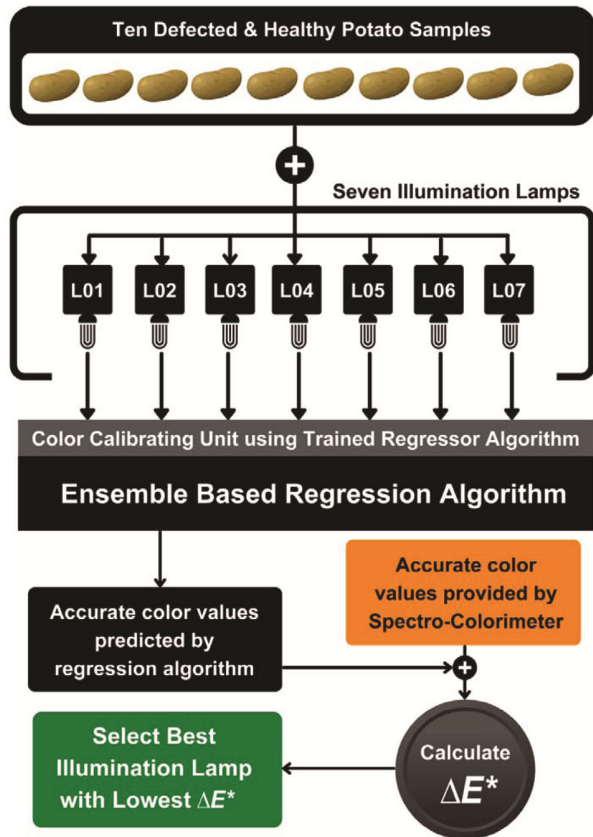 Ten Defected & Healthy Potato Samples
Seven Illumination Lamps
L01 L02 L03 L04 L05 L06 L07
Color Calibrating Unit using Trained Regressor Algorithm
Ensemble Based Regression Algorithm
Accurate color values
predicted by
regression algorithm
Accurate color
values provided by
Spectro-Colorimeter
Calculate
ΔE*
Select Best
Illumination Lamp
with Lowest ΔE*